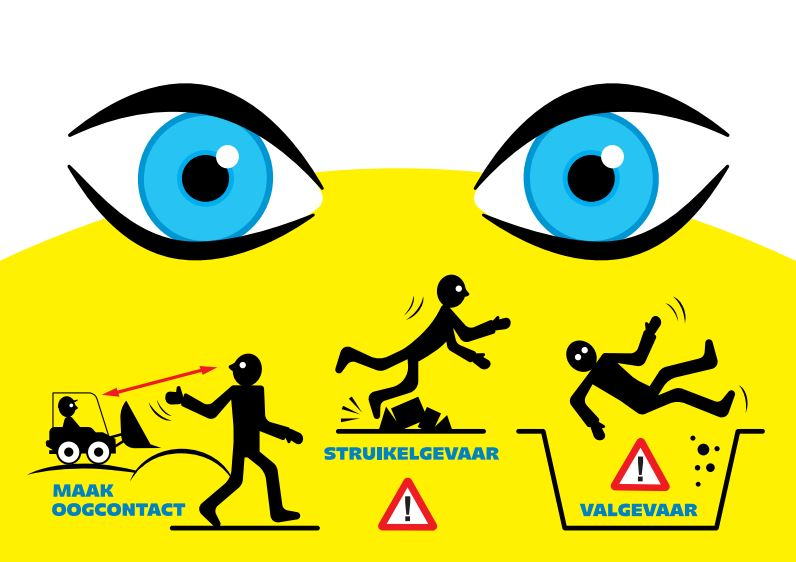 MAAK
OOGCONTACT
STRUIKELGEVAAR
!
VALGEVAAR
!